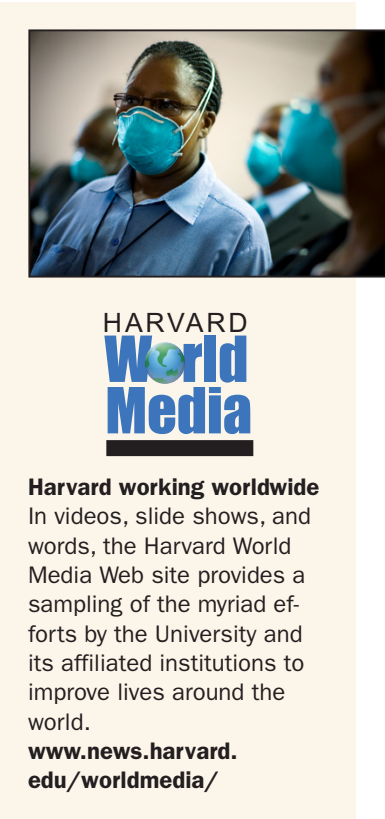 HARVARD
World
Media
Harvard working worldwide
In videos, slide shows, and
words, the Harvard World
Media Web site provides a
sampling of the myriad ef-
forts by the University and
its affiliated institutions to
improve lives around the
world.
www.news.harvard.
edu/worldmedia/